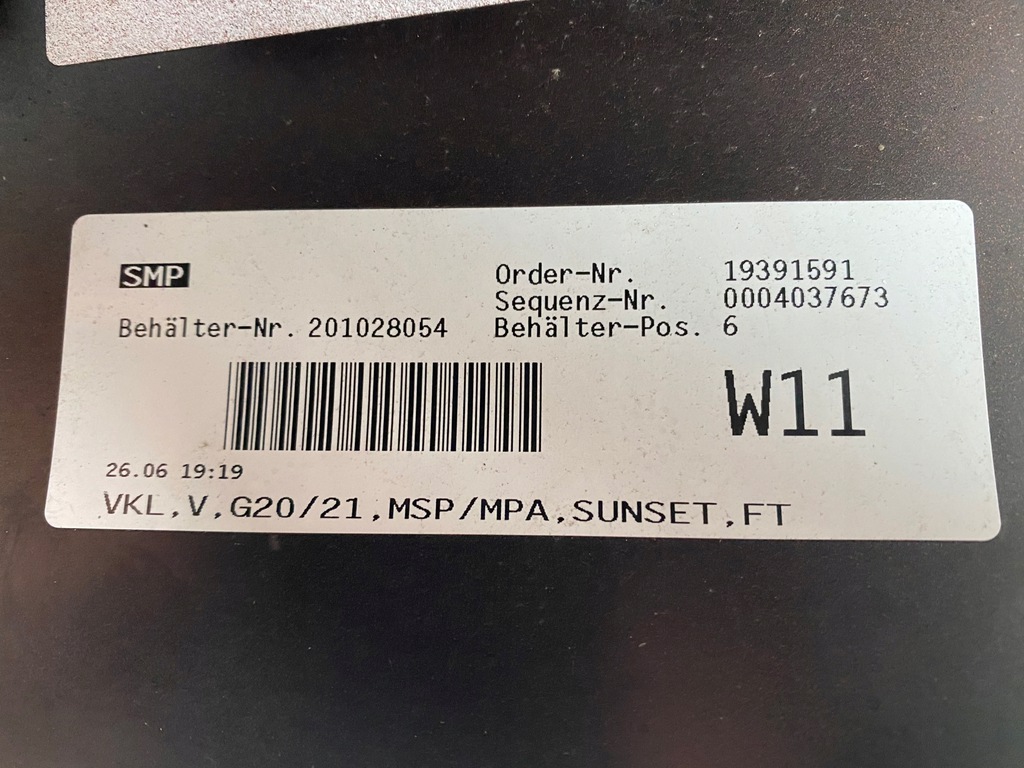 SMP
Order-Nr. 19391591
Sequenz-Nr. 0004037673
Behälter-Nr. 201028054 Behälter-Pos. 6
W11
26.06 19:19
VKL,V,G20/21,MSP/MPA,SUNSET,FT